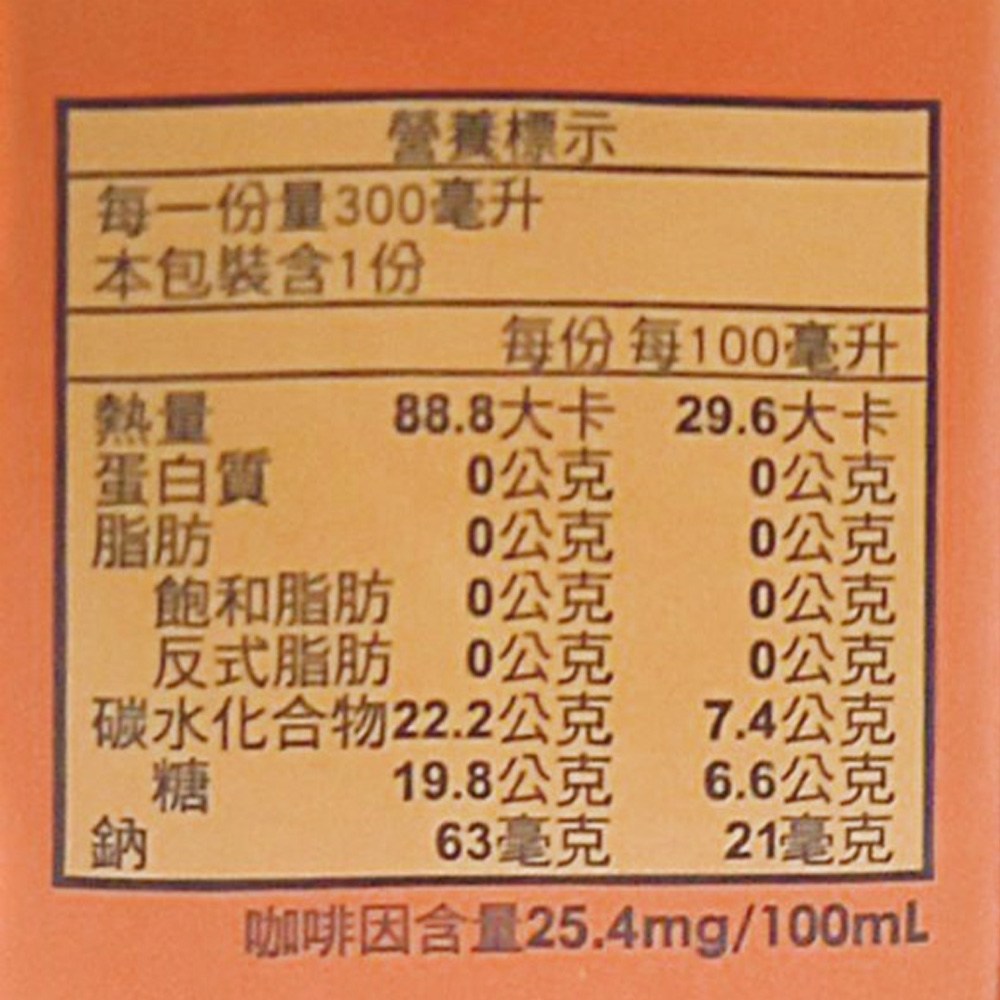 營養標示
每一份量300毫升
本包裝含1份
每份 每100毫升
熱量 88.8大卡 29.6大卡
蛋白質 0公克 0公克
脂肪 0公克 0公克
飽和脂肪 0公克 0公克
反式脂肪 0公克 0公克
碳水化合物22.2公克 7.4公克
糖 19.8公克 6.6公克
鈉 63毫克 21毫克
咖啡因含量25.4mg/100mL